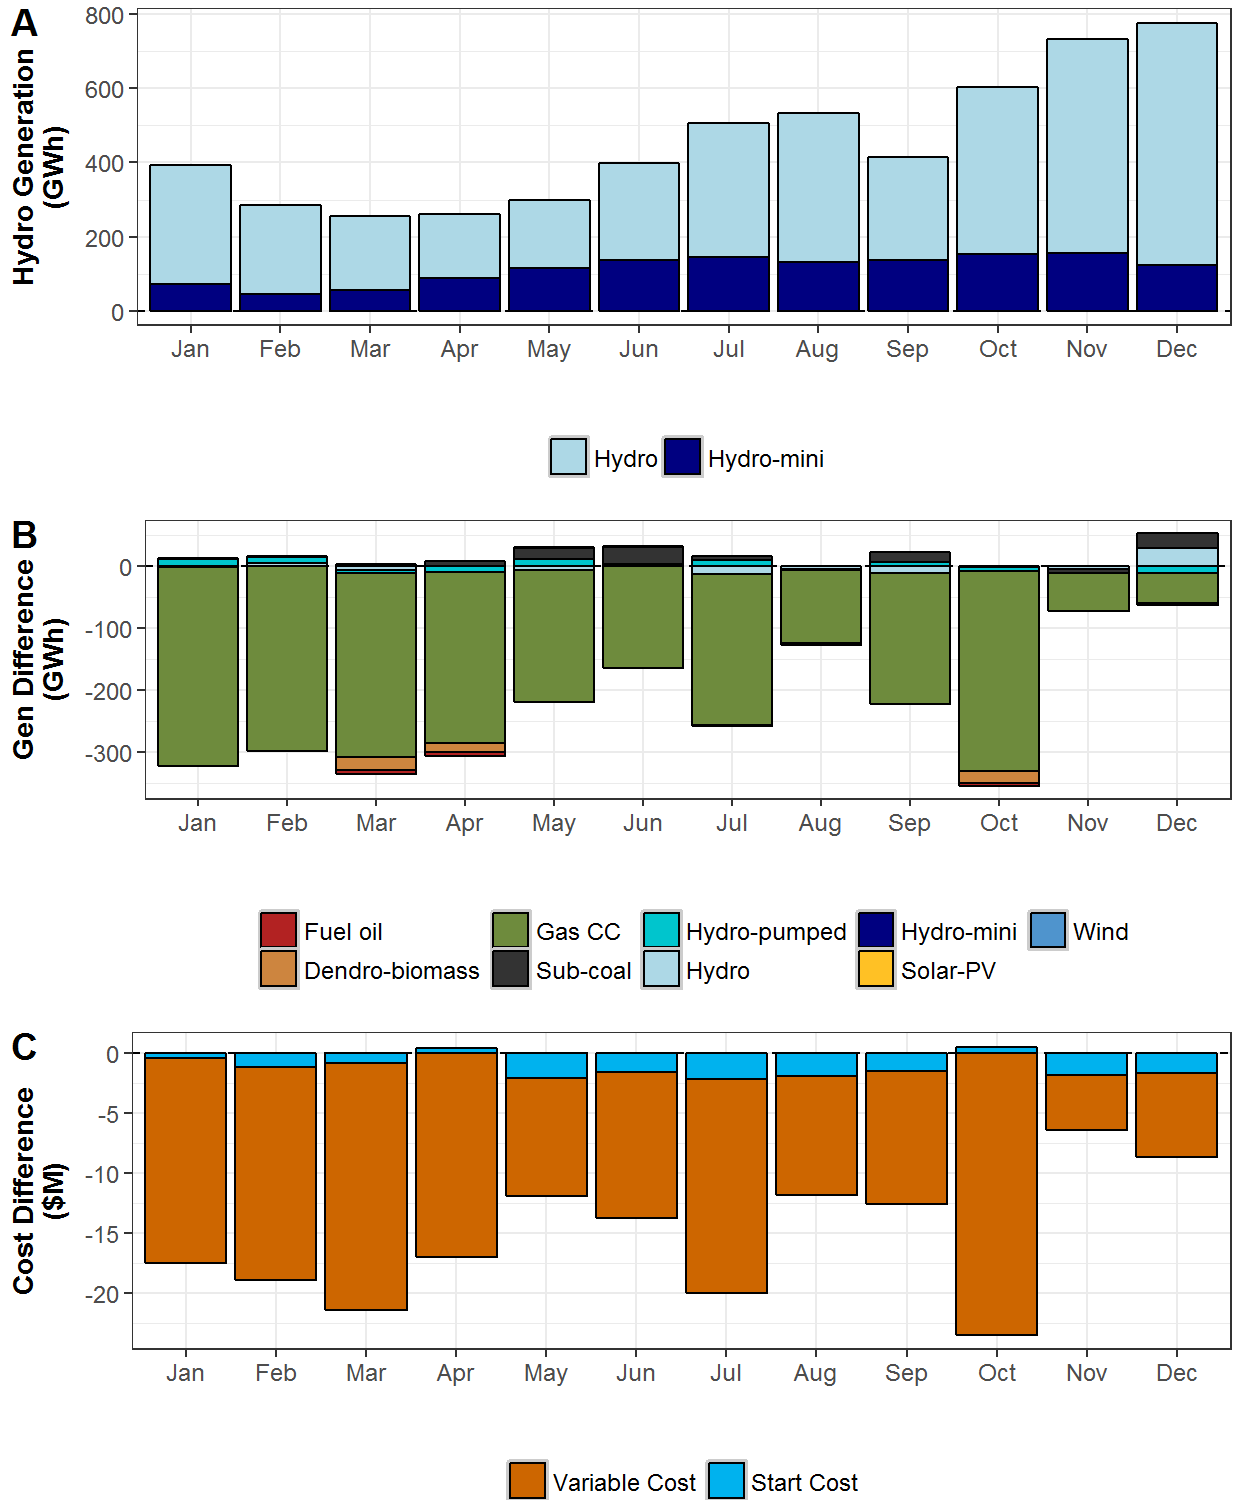 A
Hydro Generation
(GWh)
800
600
400
200
0
Jan Feb Mar Apr May Jun Jul Aug Sep Oct Nov Dec
Hydro Hydro-mini
B
Gen Difference
(GWh)
0
-100
-200
-300
Jan Feb Mar Apr May Jun Jul Aug Sep Oct Nov Dec
Fuel oil Gas CC Hydro-pumped Hydro-mini Wind
Dendro-biomass Sub-coal Hydro Solar-PV
C
Cost Difference
($M)
0
-5
-10
-15
-20
Jan Feb Mar Apr May Jun Jul Aug Sep Oct Nov Dec
Variable Cost Start Cost